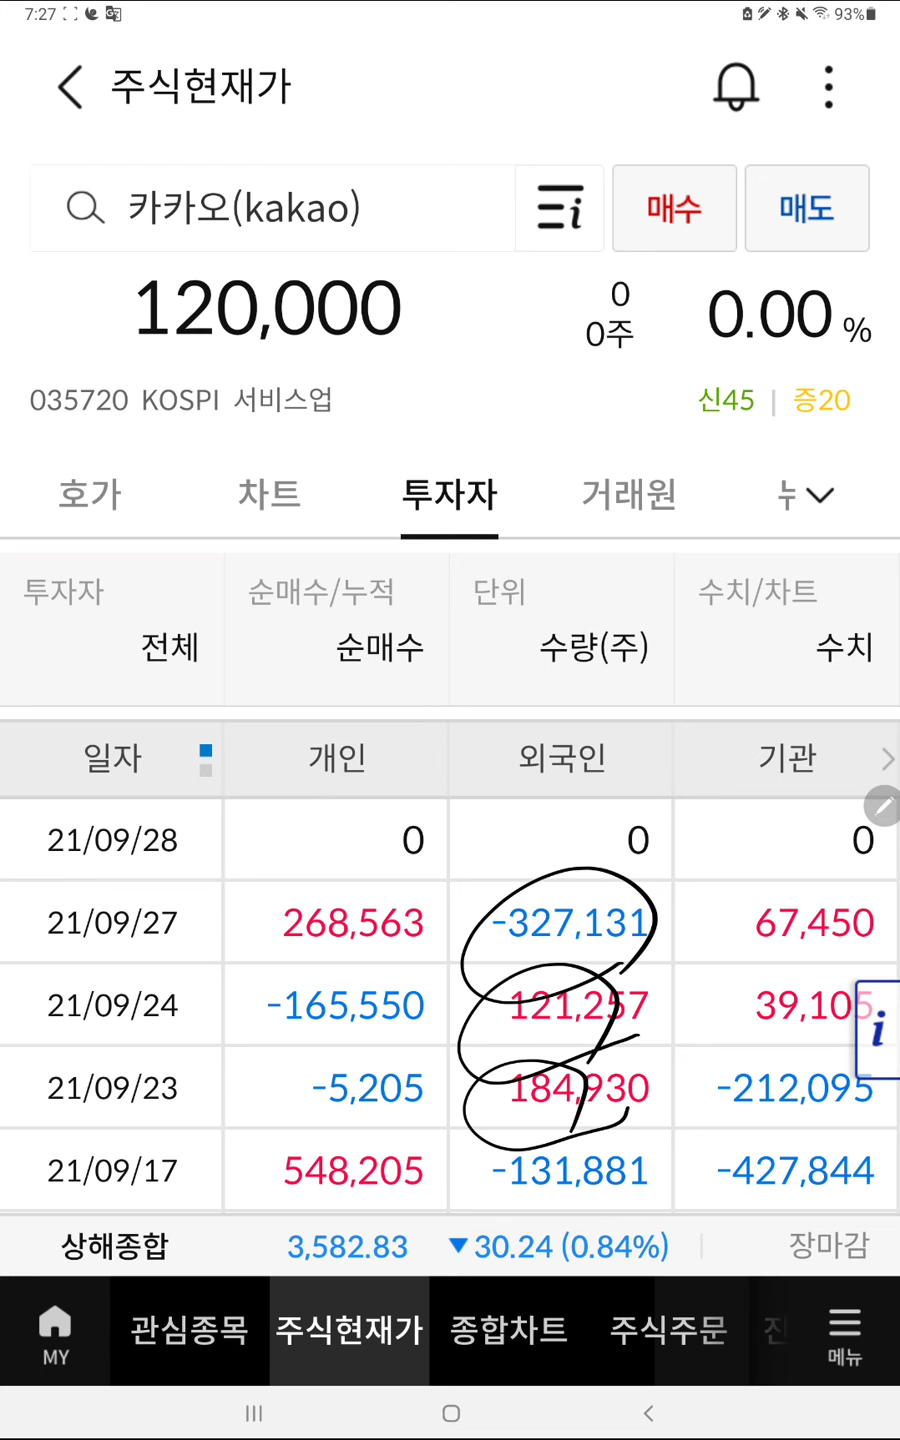 7:27 93%
주식현재가
카카오(kakao) i 매수 매도
120,000 0 0주 0.00 %
035720 KOSPI 서비스업 신45 | 증20
호가 차트 투자자 거래원
투자자 순매수/누적 단위 수치/차트
전체 순매수 수량(주) 수치
일자 개인 외국인 기관
21/09/28 0 0 0
21/09/27 268,563 -327,131 67,450
21/09/24 -165,550 121,257 39,105
i
21/09/23 -5,205 184,930 -212,095
21/09/17 548,205 -131,881 -427,844
상해종합 3,582.83 ▼30.24 (0.84%) 장마감
MY 관심종목 주식현재가 종합차트 주식주문 메뉴